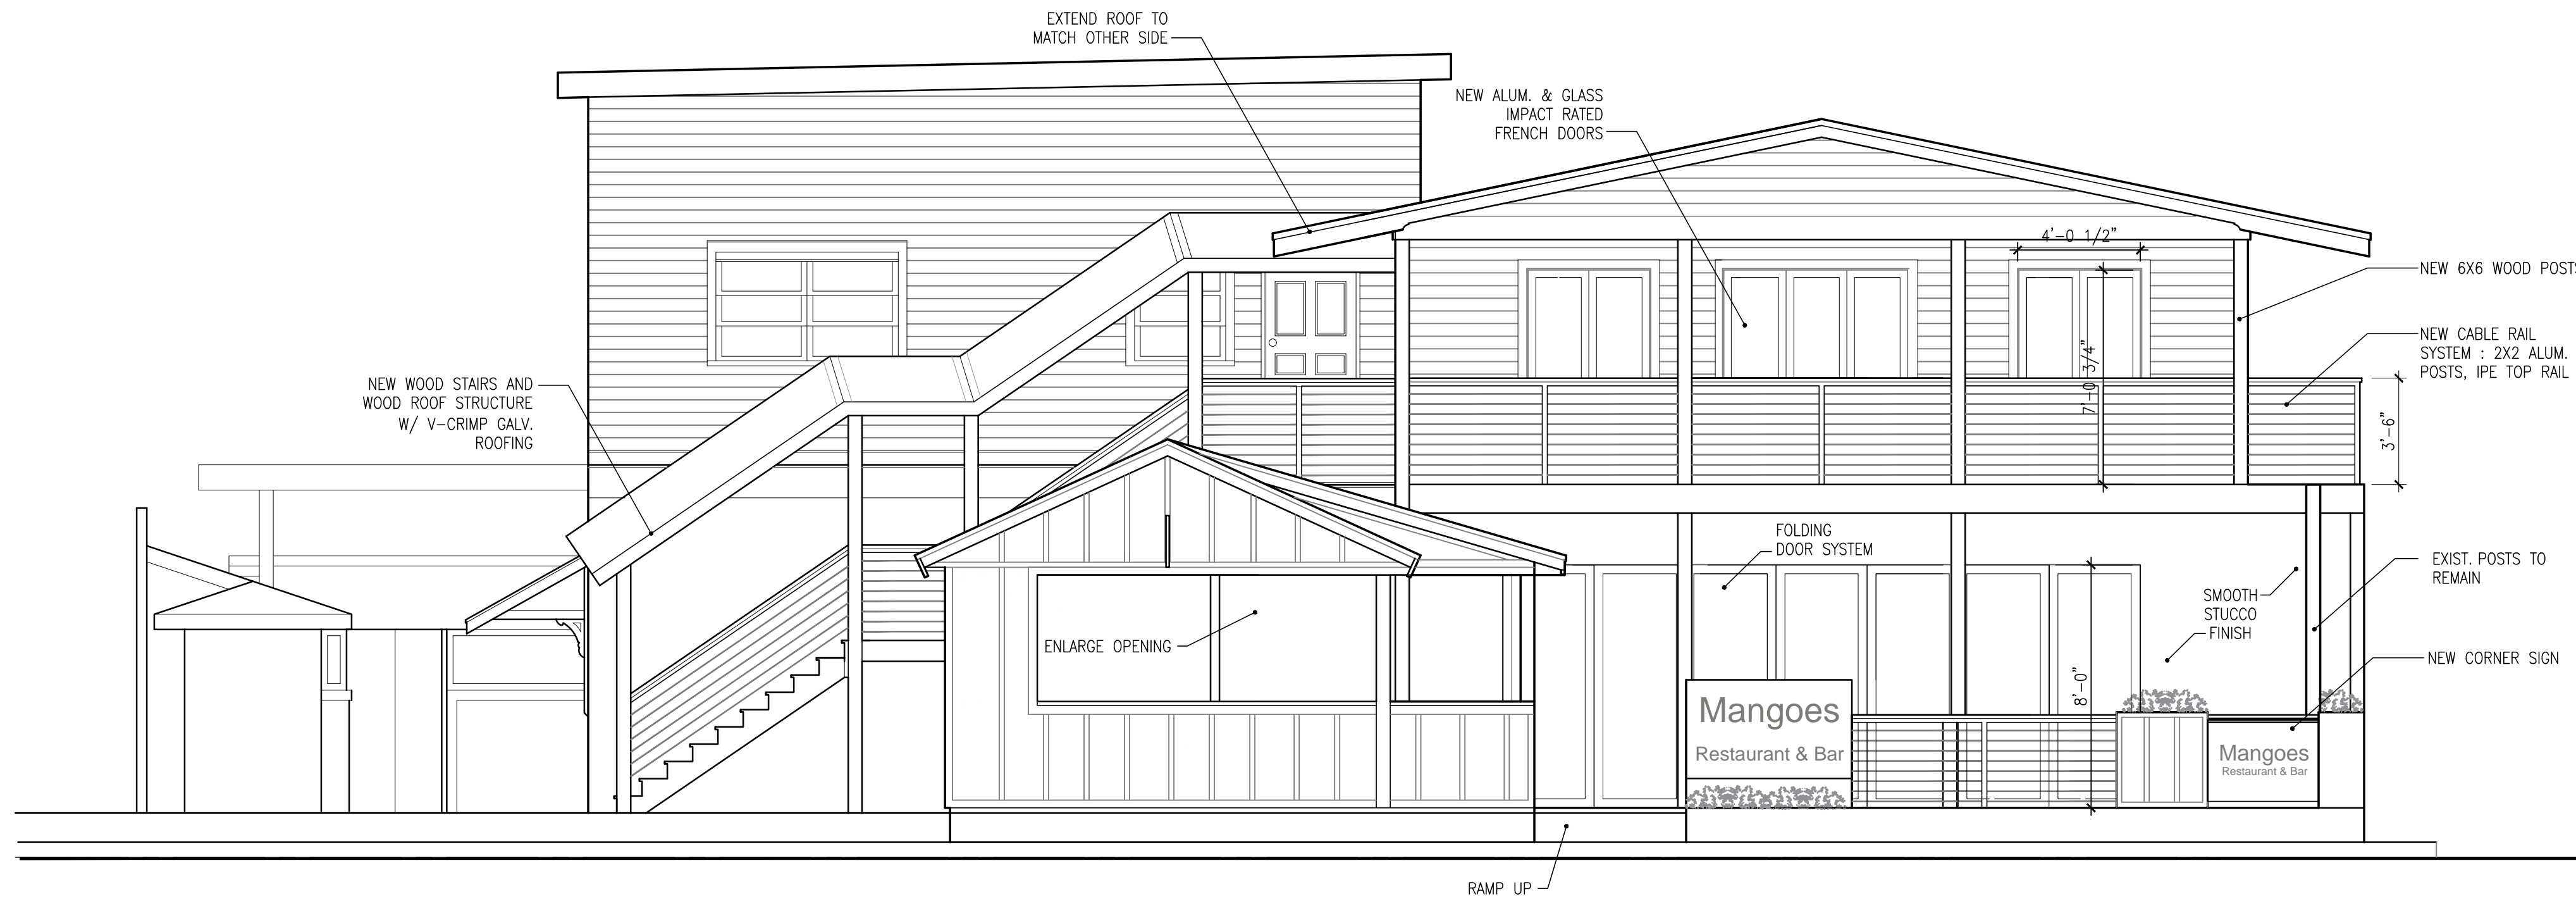 EXTEND ROOF TO
MATCH OTHER SIDE
NEW ALUM. & GLASS
IMPACT RATED
FRENCH DOORS
4'-0 1/2"
NEW 6X6 WOOD POSTS
NEW CABLE RAIL
SYSTEM : 2X2 ALUM.
POSTS, IPE TOP RAIL
7'-0 3/4"
3'-6"
NEW WOOD STAIRS AND
WOOD ROOF STRUCTURE
W/ V-CRIMP GALV.
ROOFING
FOLDING
DOOR SYSTEM
EXIST. POSTS TO
REMAIN
SMOOTH
STUCCO
FINISH
ENLARGE OPENING
NEW CORNER SIGN
8'-0"
Mangoes
Restaurant & Bar
Mangoes
Restaurant & Bar
RAMP UP